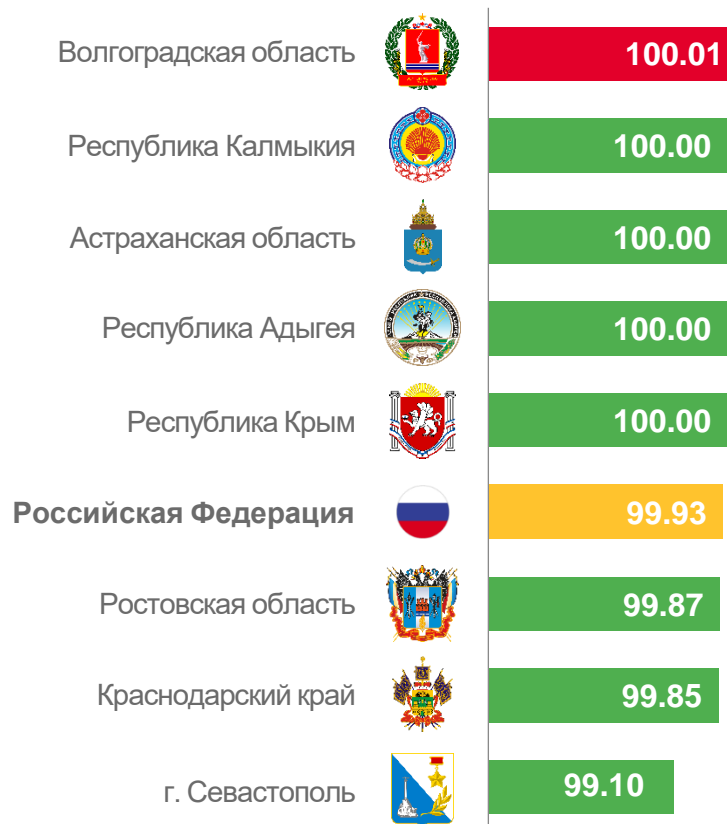 Волгоградская область 100.01
Республика Калмыкия 100.00
Астраханская область 100.00
Республика Адыгея 100.00
Республика Крым 100.00
Российская Федерация 99.93
Ростовская область 99.87
Краснодарский край 99.85
г. Севастополь 99.10